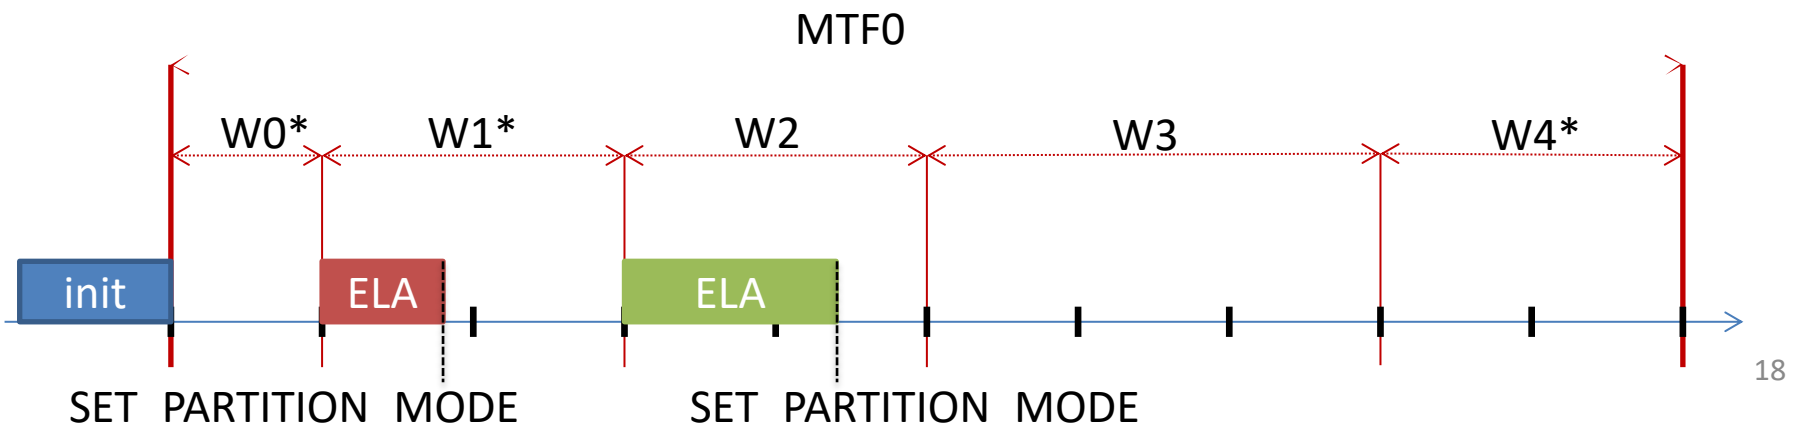 MTF0
W0* W1* W2 W3 W4*
init ELA ELA
18
SET PARTITION MODE SET PARTITION MODE